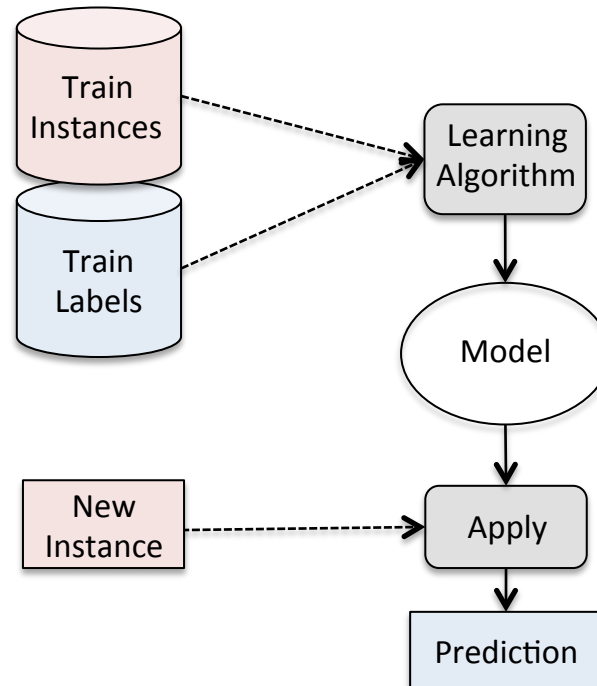 Train
Instances
Learning
Algorithm
Train
Labels
Model
New
Instance
Apply
Prediction